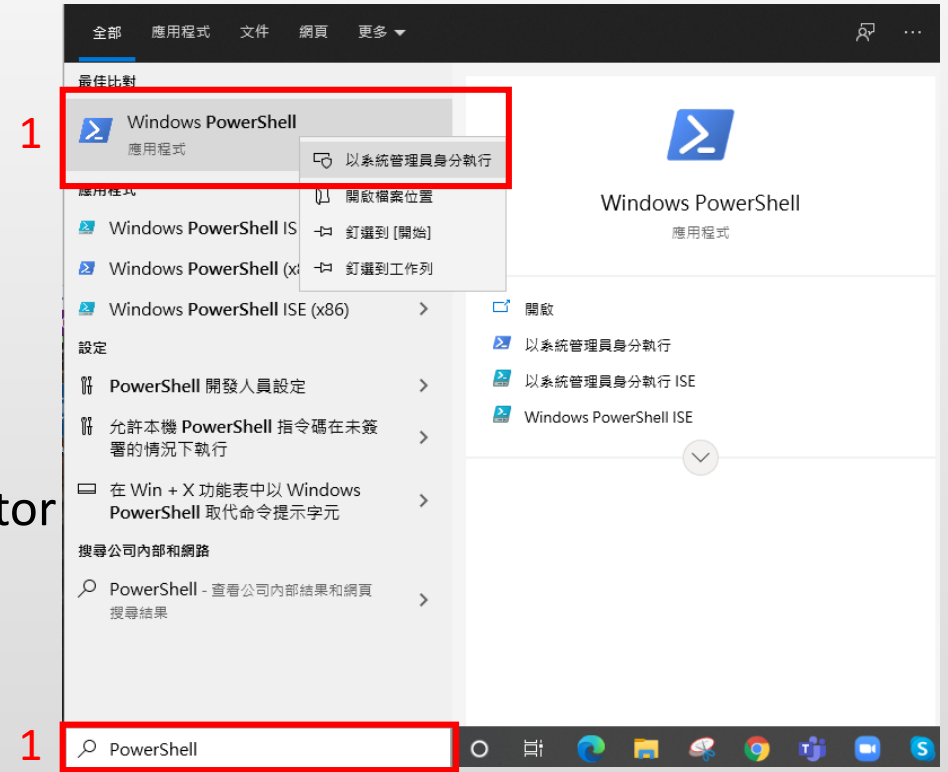 全部 應用程式 文件 網頁 更多
最佳比對
1
Windows PowerShell
應用程式
以系統管理員身分執行
開啟檔案位置
釘選到 [開始]
釘選到工作列
應用程式
Windows PowerShell IS
Windows PowerShell (x8
Windows PowerShell ISE (x86)
設定
PowerShell 開發人員設定
允許本機 PowerShell 指令碼在未簽
署的情況下執行
tor
在 Win + X 功能表中以 Windows
PowerShell 取代命令提示字元
搜尋公司內部和網路
PowerShell - 查看公司內部結果和網頁
搜尋結果
Windows PowerShell
應用程式
開啟
以系統管理員身分執行
以系統管理員身分執行 ISE
Windows PowerShell ISE
1
PowerShell